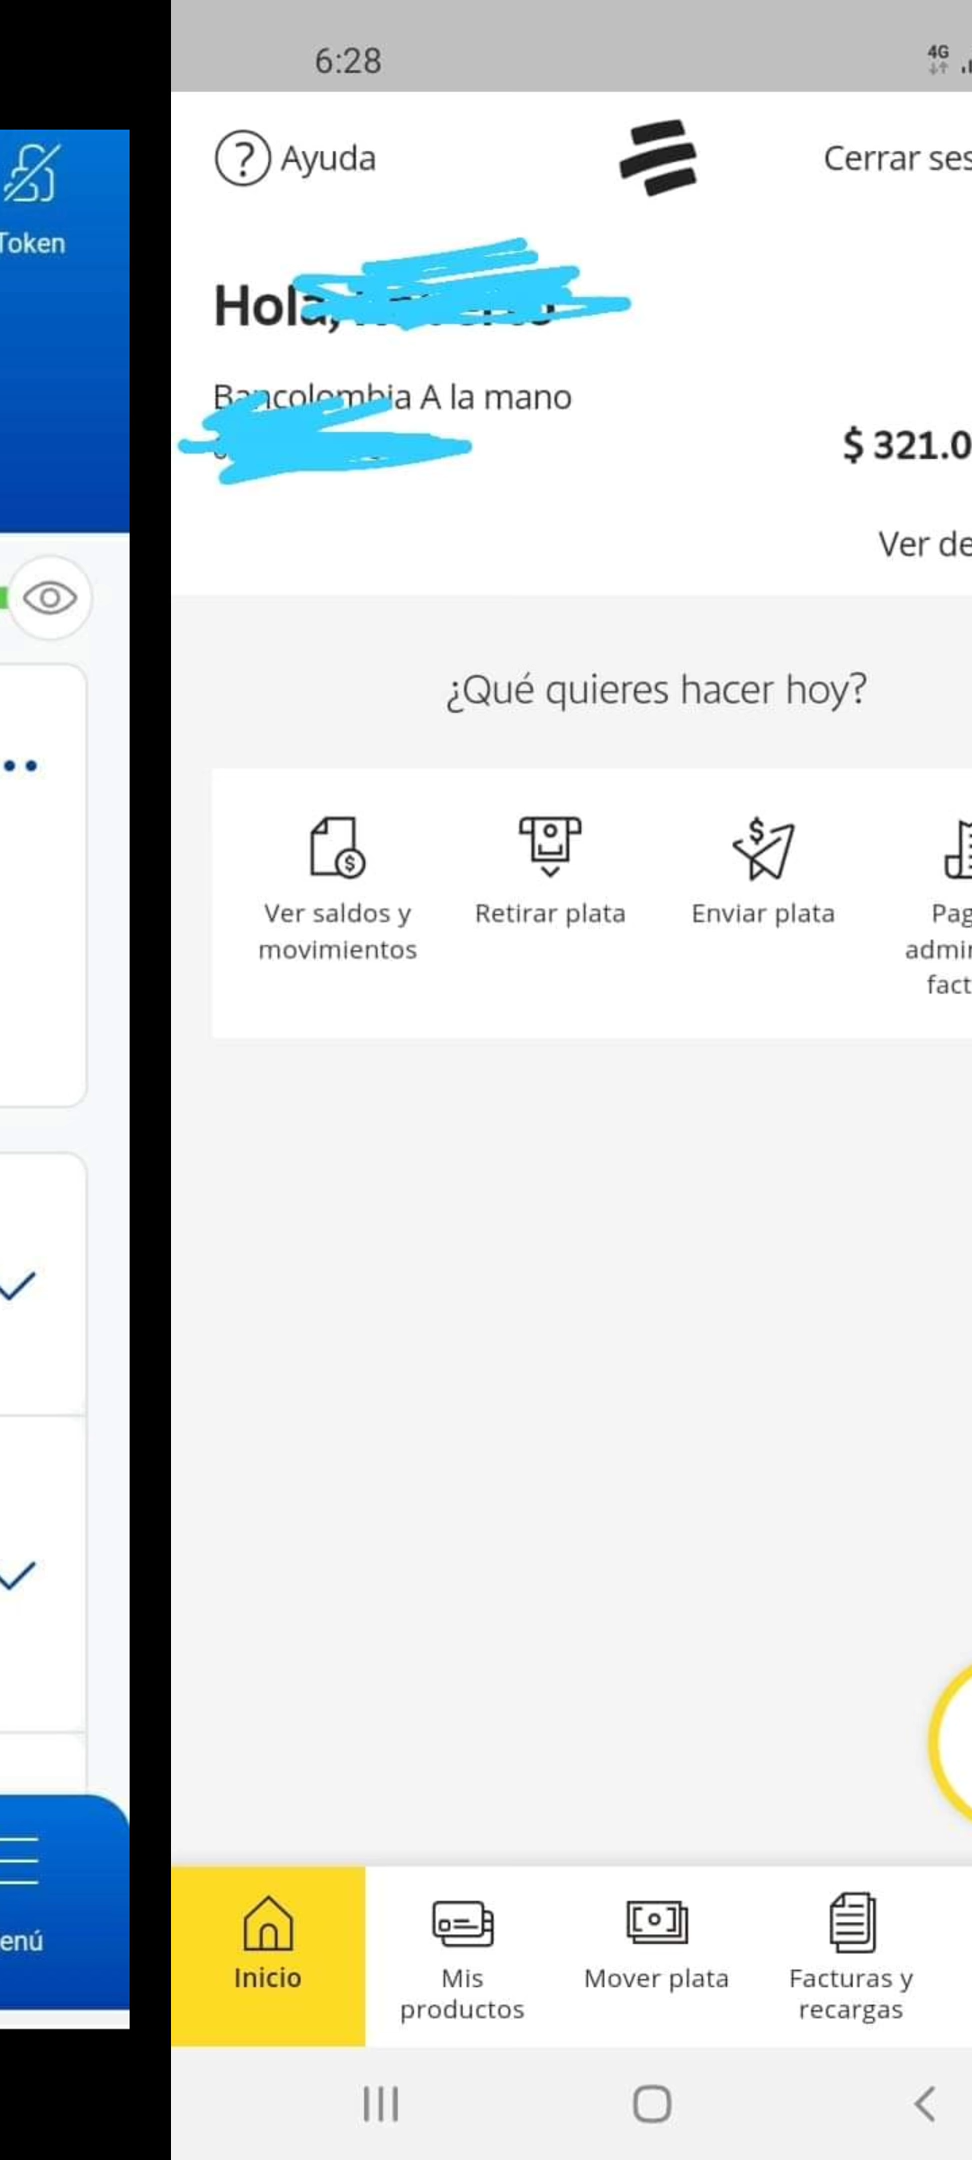 Token
enú
6:28
4G
Ayuda
Cerrar ses
Hola,
Bancolombia A la mano
$ 321.0
Ver de
¿Qué quieres hacer hoy?
Ver saldos y
movimientos
Retirar plata
Enviar plata
Pag
admin
fact
Inicio
Mis
productos
Mover plata
Facturas y
recargas